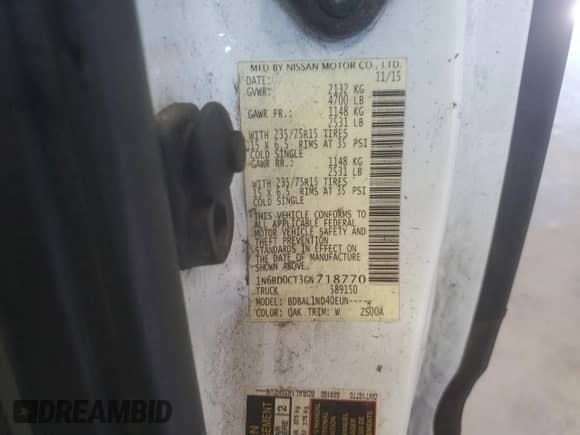 MFD BY NISSAN MOTOR CO., LTD.
DATE: 11/15
GVWR: 2132 KG
4700 LB
GAWR FR.: 1148 KG
2531 LB
WITH 235/75R15 TIRES
15 X 6.5 RIMS AT 35 PSI
COLD SINGLE
GAWR RR.: 1148 KG
2531 LB
WITH 235/75R15 TIRES
15 X 6.5 RIMS AT 35 PSI
COLD SINGLE
THIS VEHICLE CONFORMS TO
ALL APPLICABLE FEDERAL
MOTOR VEHICLE SAFETY AND
THEFT PREVENTION
STANDARDS IN EFFECT ON
THE DATE OF MANUFACTURE
SHOWN ABOVE.
1N6BD0CT3GN718770
TRUCK 589150
MODEL: BDBALIND40EUN-----
COLOR: QAK TRIM: W ZS00A
GN718770 589150
DREAMBID